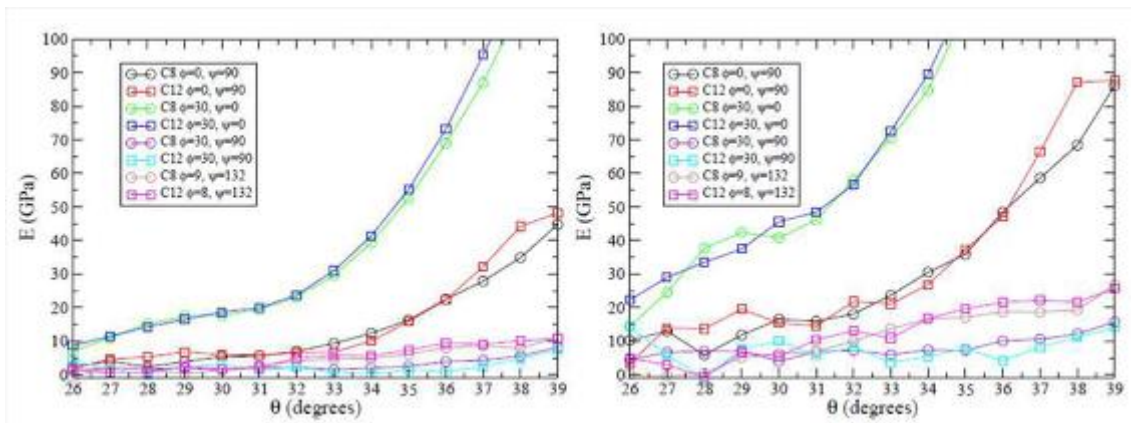 100
90
80
70
60
50
40
30
20
10
0
E (GPa)
C8 φ=0, ψ=90
C12 φ=0, ψ=90
C8 φ=30, ψ=0
C12 φ=30, ψ=0
C8 φ=30, ψ=90
C12 φ=30, ψ=90
C8 φ=9, ψ=132
C12 φ=8, ψ=132
26 27 28 29 30 31 32 33 34 35 36 37 38 39
θ (degrees)
100
90
80
70
60
50
40
30
20
10
0
E (GPa)
C8 φ=0, ψ=90
C12 φ=0, ψ=90
C8 φ=30, ψ=0
C12 φ=30, ψ=0
C8 φ=30, ψ=90
C12 φ=30, ψ=90
C8 φ=9, ψ=132
C12 φ=8, ψ=132
26 27 28 29 30 31 32 33 34 35 36 37 38 39
θ (degrees)